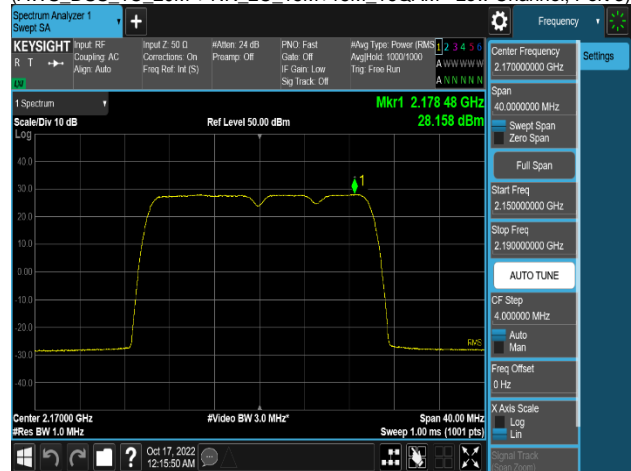 Spectrum Analyzer 1
Swept SA
Frequency
KEYSIGHT
R T
LW
Input: RF
Coupling: AC
Align: Auto
Input Z: 50 Ω
Corrections: On
Freq Ref: Int (S)
#Atten: 24 dB
Preamp: Off
PNO: Fast
Gate: Off
IF Gain: Low
Sig Track: Off
#Avg Type: Power (RMS
Avg|Hold: 1000/1000
Trig: Free Run
1 2 3 4 5 6
A W W W W W
A N N N N N
1 Spectrum
Mkr1 2.178 48 GHz
28.158 dBm
Scale/Div 10 dB
Ref Level 50.00 dBm
Log
40.0
30.0
20.0
10.0
0.00
-10.0
-20.0
-30.0
-40.0
1
RMS
Center 2.17000 GHz
#Video BW 3.0 MHz*
Span 40.00 MHz
#Res BW 1.0 MHz
Sweep 1.00 ms (1001 pts)
Oct 17, 2022
12:15:50 AM
?
Center Frequency
2.170000000 GHz
Settings
Span
40.0000000 MHz
Swept Span
Zero Span
Full Span
Start Freq
2.150000000 GHz
Stop Freq
2.190000000 GHz
AUTO TUNE
CF Step
4.000000 MHz
Auto
Man
Freq Offset
0 Hz
X Axis Scale
Log
Lin
Signal Track
(Span Zoom)